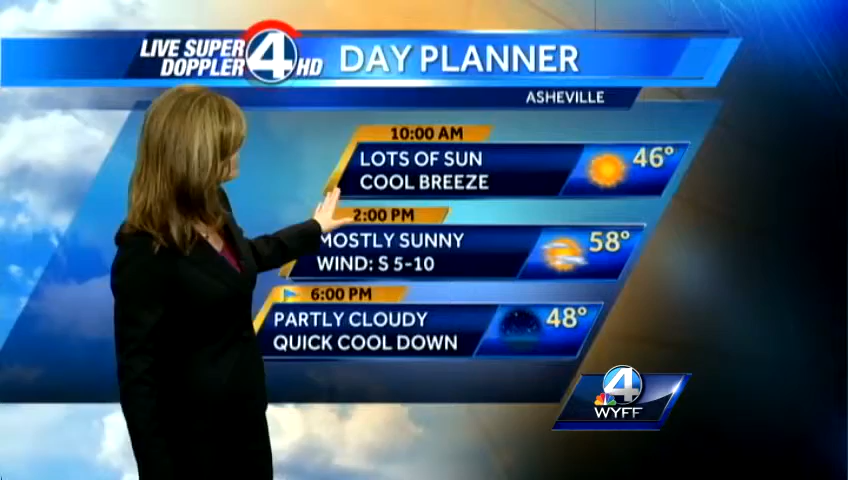 LIVE SUPER
DOPPLER 4 HD
DAY PLANNER
ASHEVILLE
10:00 AM
LOTS OF SUN
COOL BREEZE
46°
2:00 PM
MOSTLY SUNNY
WIND: S 5-10
58°
6:00 PM
PARTLY CLOUDY
QUICK COOL DOWN
48°
4
WYFF